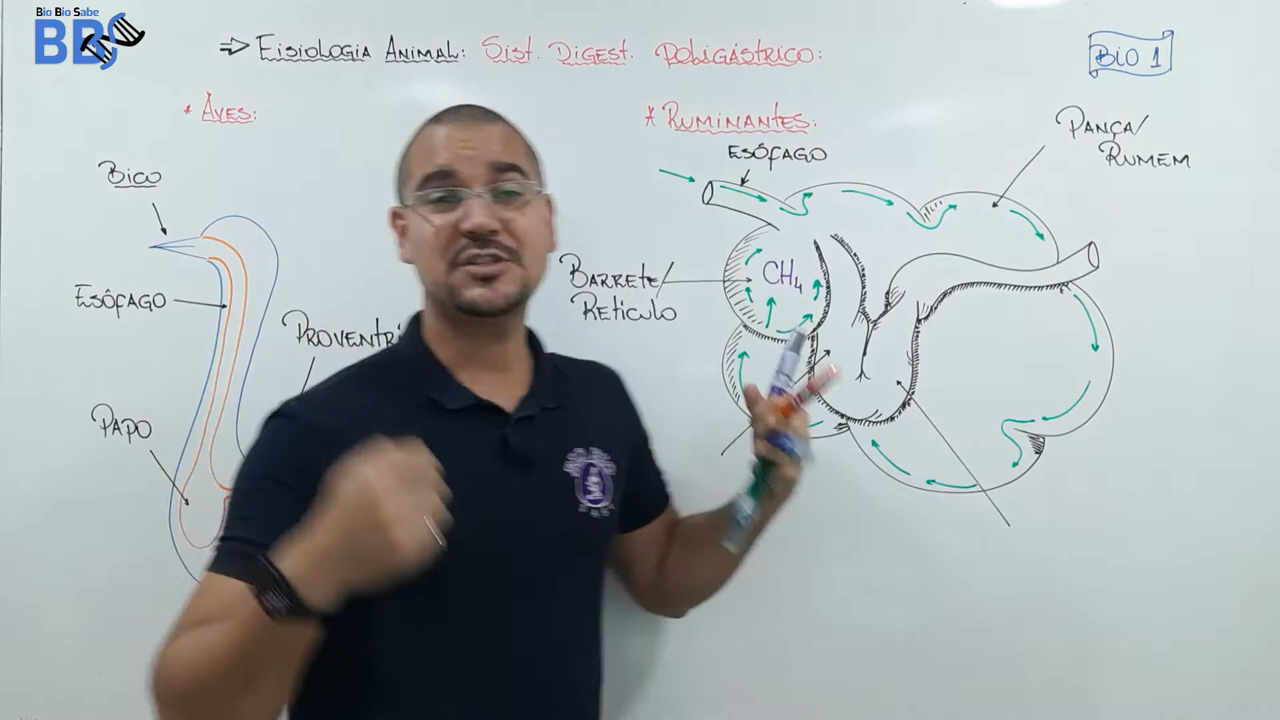 Bio Bio Sabe
BBS
⇒ Fisiologia Animal: Sist. Digest. Poligástrico:
BIO 1
* Aves:
* Ruminantes:
Bico
Esôfago
Papo
Proventri
Esôfago
Pança/
Rumem
Barrete/
Retículo
CH4